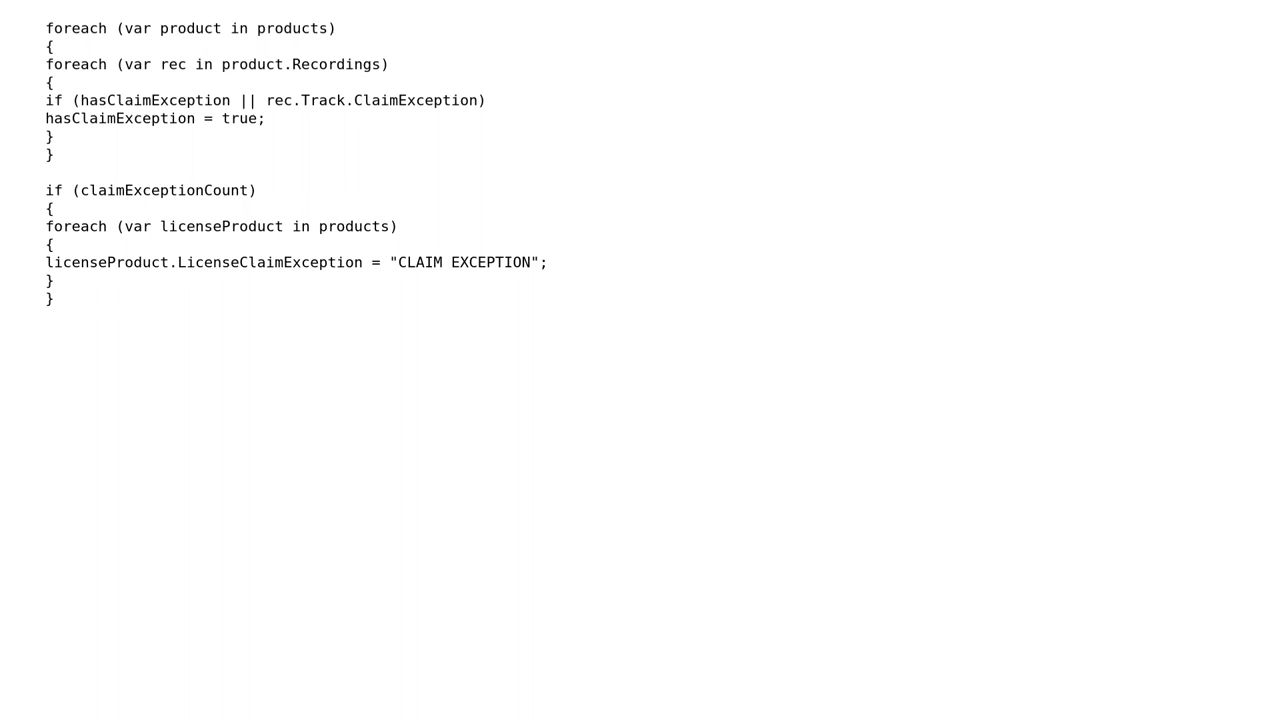 foreach (var product in products)
{
foreach (var rec in product.Recordings)
{
if (hasClaimException || rec.Track.ClaimException)
hasClaimException = true;
}
}

if (claimExceptionCount)
{
foreach (var licenseProduct in products)
{
licenseProduct.LicenseClaimException = "CLAIM EXCEPTION";
}
}